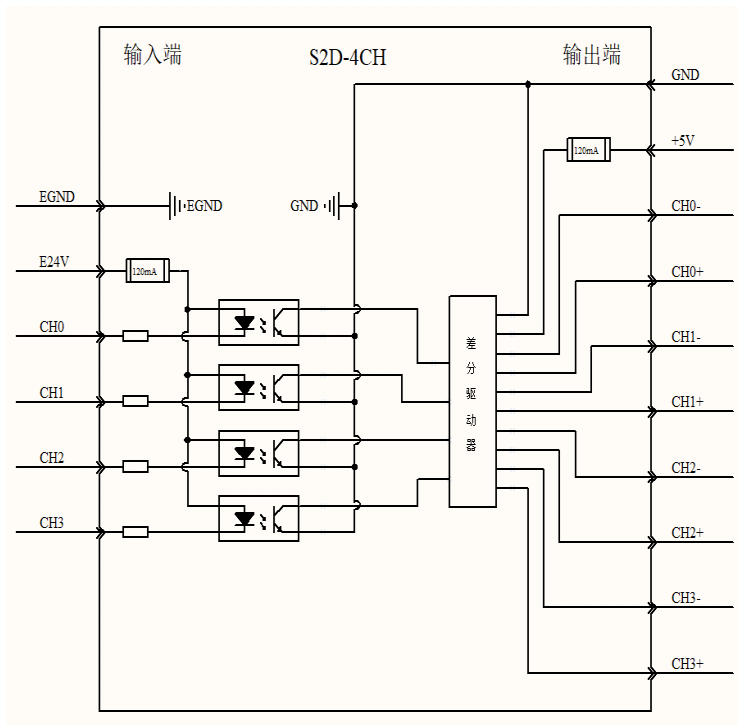 输入端
S2D-4CH
输出端
GND
+5V
120mA
EGND
EGND
GND
CH0-
E24V
120mA
CH0+
CH0
CH1-
差分驱动器
CH1
CH1+
CH2
CH2-
CH3
CH2+
CH3-
CH3+